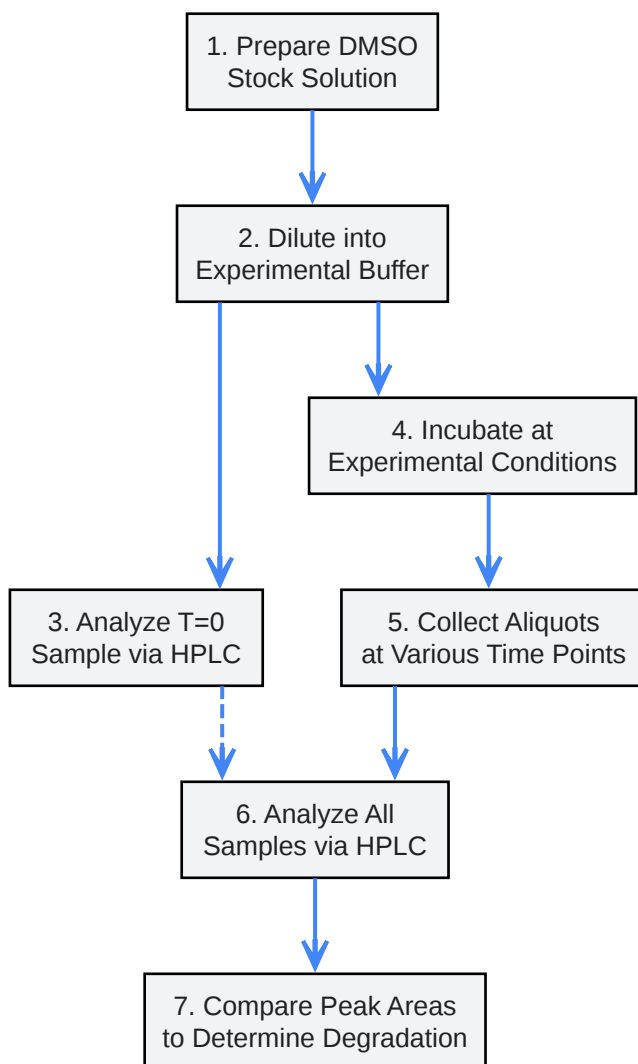 1. Prepare DMSO
Stock Solution
2. Dilute into
Experimental Buffer
3. Analyze T=0
Sample via HPLC
4. Incubate at
Experimental Conditions
5. Collect Aliquots
at Various Time Points
6. Analyze All
Samples via HPLC
7. Compare Peak Areas
to Determine Degradation